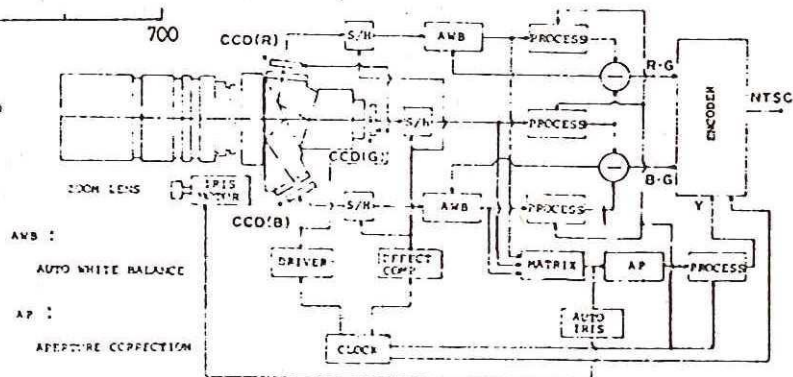 700
CCD(R)
S/H
AWB
PROCESS
R-G
ENCODER
NTSC
S/H
PROCESS
CCD(G)
B-G
ZOOM LENS
IRIS
MOTOR
CCD(B)
S/H
AWB
PROCESS
Y
AWB :
AUTO WHITE BALANCE
DRIVER
DEFECT
COMP
MATRIX
AP
PROCESS
AP :
APERTURE CORRECTION
AUTO
IRIS
CLOCK